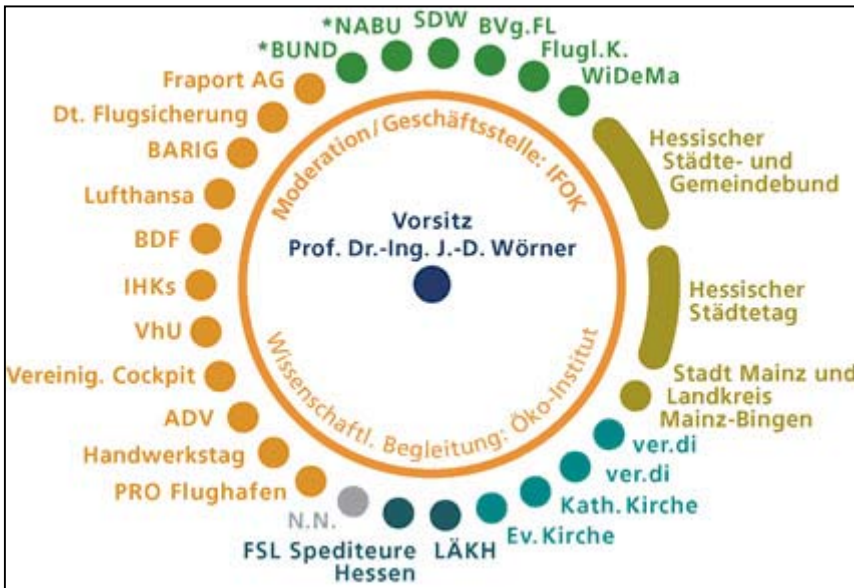 *BUND
*NABU
SDW
BVg.FL
Flugl.K.
WiDeMa
Hessischer
Städte- und
Gemeindebund
Hessischer
Städtetag
Stadt Mainz und
Landkreis
Mainz-Bingen
ver.di
ver.di
Kath. Kirche
Ev. Kirche
LÄKH
FSL Spediteure
Hessen
N.N.
PRO Flughafen
Handwerkstag
ADV
Vereinig. Cockpit
VhU
IHKs
BDF
Lufthansa
BARIG
Dt. Flugsicherung
Fraport AG
Moderation/Geschäftsstelle: IFOK
Vorsitz
Prof. Dr.-Ing. J.-D. Wörner
Wissenschaftl. Begleitung: Öko-Institut